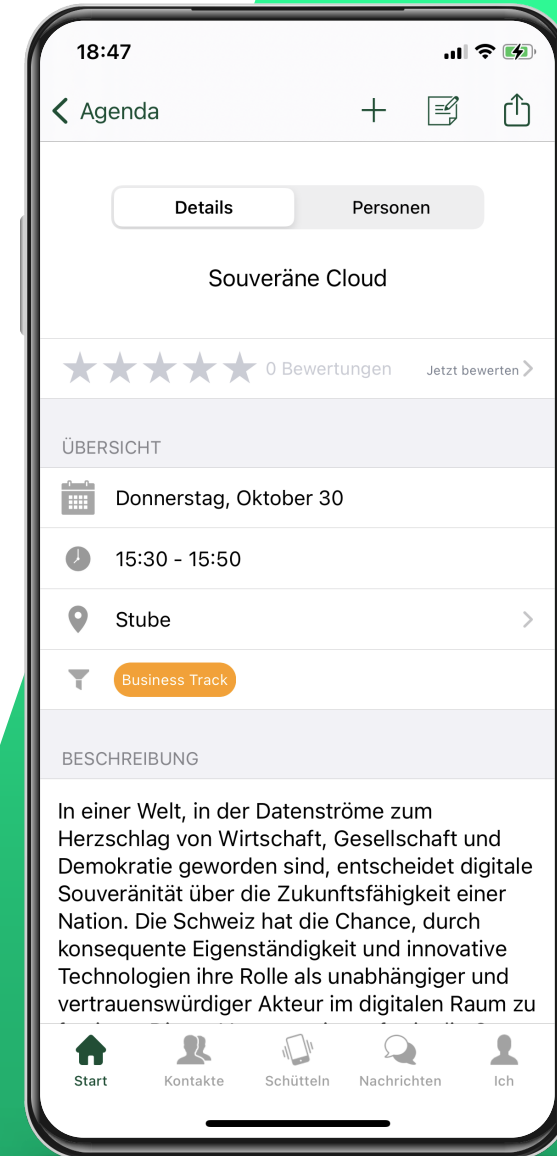 18:47
Agenda
Details
Personen
Souveräne Cloud
0 Bewertungen
Jetzt bewerten
ÜBERSICHT
Donnerstag, Oktober 30
15:30 - 15:50
Stube
Business Track
BESCHREIBUNG
In einer Welt, in der Datenströme zum
Herzschlag von Wirtschaft, Gesellschaft und
Demokratie geworden sind, entscheidet digitale
Souveränität über die Zukunftsfähigkeit einer
Nation. Die Schweiz hat die Chance, durch
konsequente Eigenständigkeit und innovative
Technologien ihre Rolle als unabhängiger und
vertrauenswürdiger Akteur im digitalen Raum zu
Start
Kontakte
Schütteln
Nachrichten
Ich